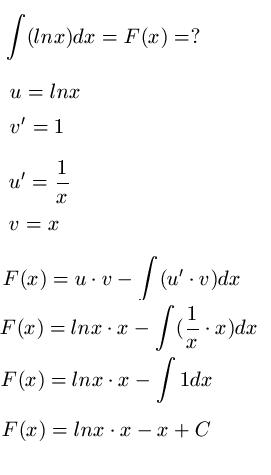 ∫(lnx)dx = F(x) =?
u = lnx
v′ = 1
u′ = 1/x
v = x
F(x) = u · v − ∫(u′ · v)dx
F(x) = lnx · x − ∫(1/x · x)dx
F(x) = lnx · x − ∫ 1dx
F(x) = lnx · x − x + C